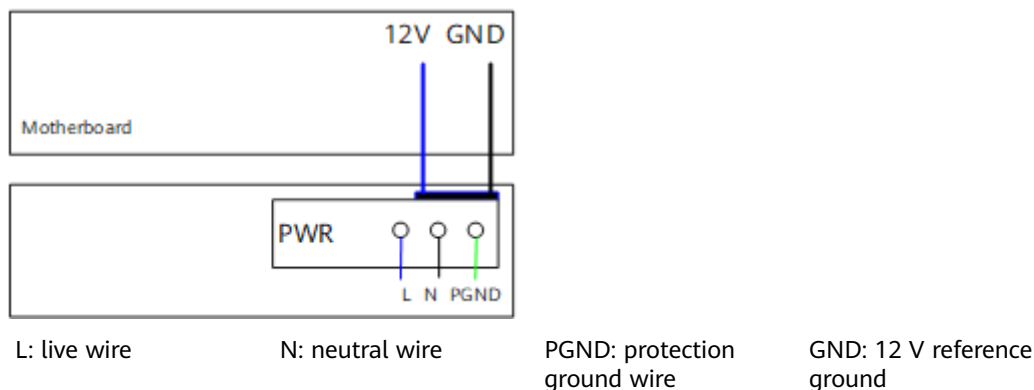 12V GND
Motherboard
PWR
L N PGND
L: live wire N: neutral wire PGND: protection ground wire GND: 12 V reference ground